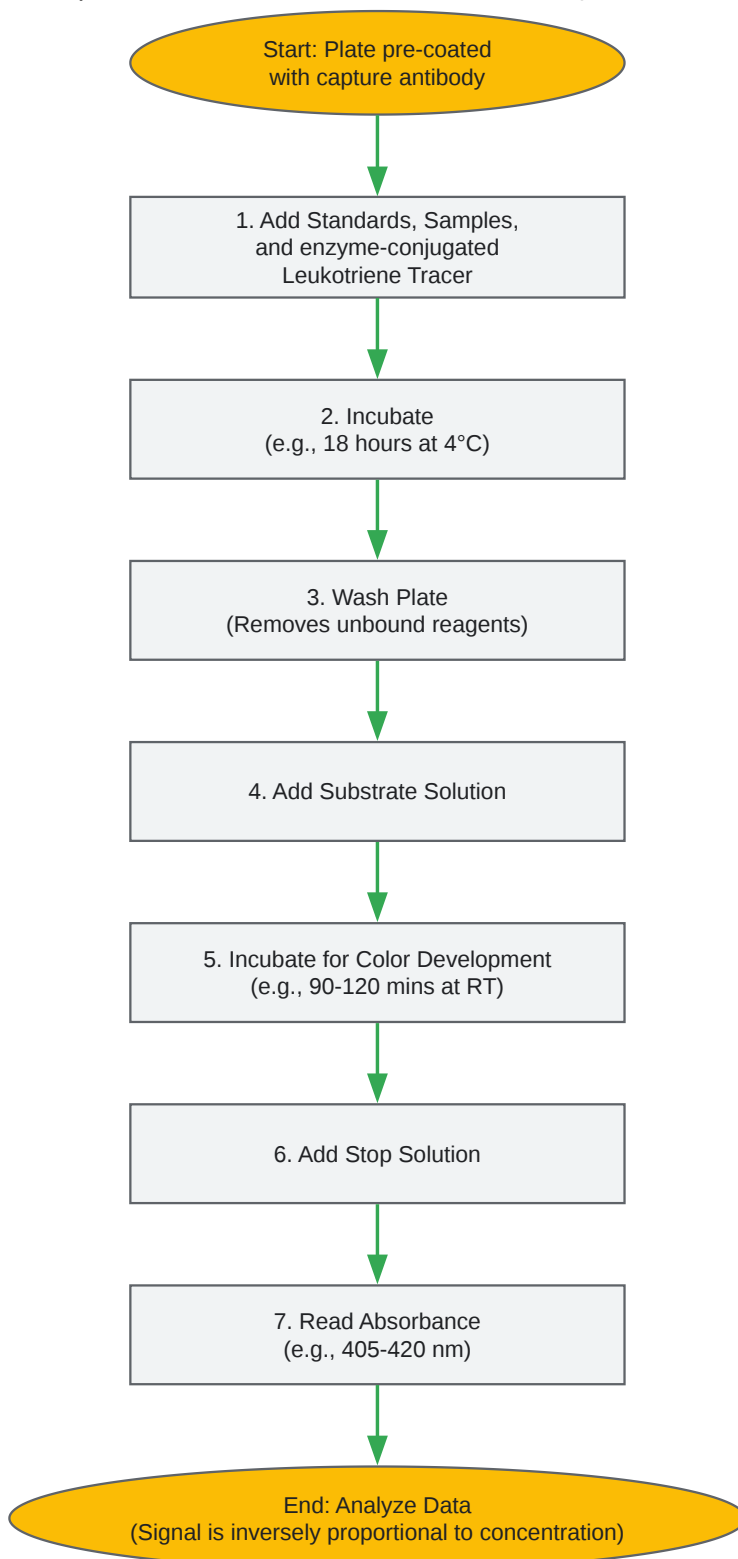 Start: Plate pre-coated
with capture antibody
1. Add Standards, Samples,
and enzyme-conjugated
Leukotriene Tracer
2. Incubate
(e.g., 18 hours at 4°C)
3. Wash Plate
(Removes unbound reagents)
4. Add Substrate Solution
5. Incubate for Color Development
(e.g., 90-120 mins at RT)
6. Add Stop Solution
7. Read Absorbance
(e.g., 405-420 nm)
End: Analyze Data
(Signal is inversely proportional to concentration)